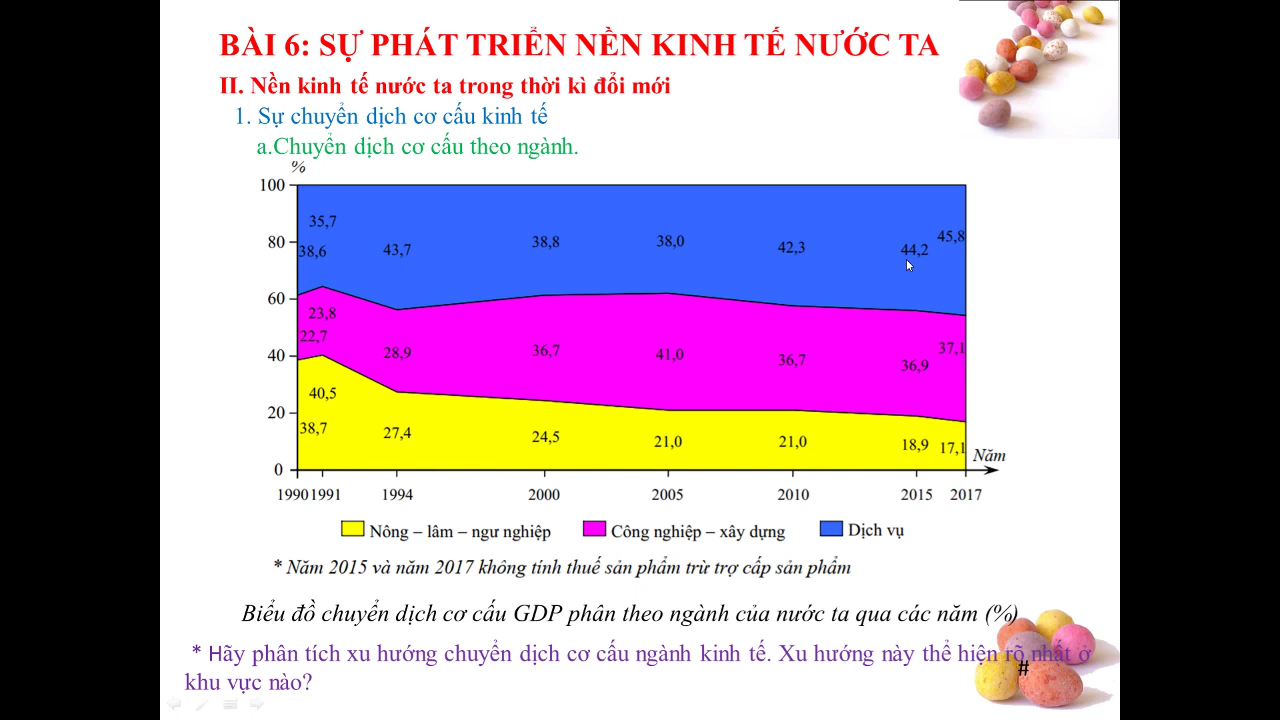 BÀI 6: SỰ PHÁT TRIỂN NỀN KINH TẾ NƯỚC TA
II. Nền kinh tế nước ta trong thời kì đổi mới
1. Sự chuyển dịch cơ cấu kinh tế
a.Chuyển dịch cơ cấu theo ngành.
%
100
80
60
40
20
0
35,7
38,6
43,7
38,8
38,0
42,3
44,2
45,8
23,8
22,7
28,9
36,7
41,0
36,7
36,9
37,1
40,5
38,7
27,4
24,5
21,0
21,0
18,9
17,1
Năm
1990 1991 1994 2000 2005 2010 2015 2017
Nông – lâm – ngư nghiệp Công nghiệp – xây dựng Dịch vụ
* Năm 2015 và năm 2017 không tính thuế sản phẩm trừ trợ cấp sản phẩm
Biểu đồ chuyển dịch cơ cấu GDP phân theo ngành của nước ta qua các năm (%)
* Hãy phân tích xu hướng chuyển dịch cơ cấu ngành kinh tế. Xu hướng này thể hiện rõ nhất ở
khu vực nào?
#